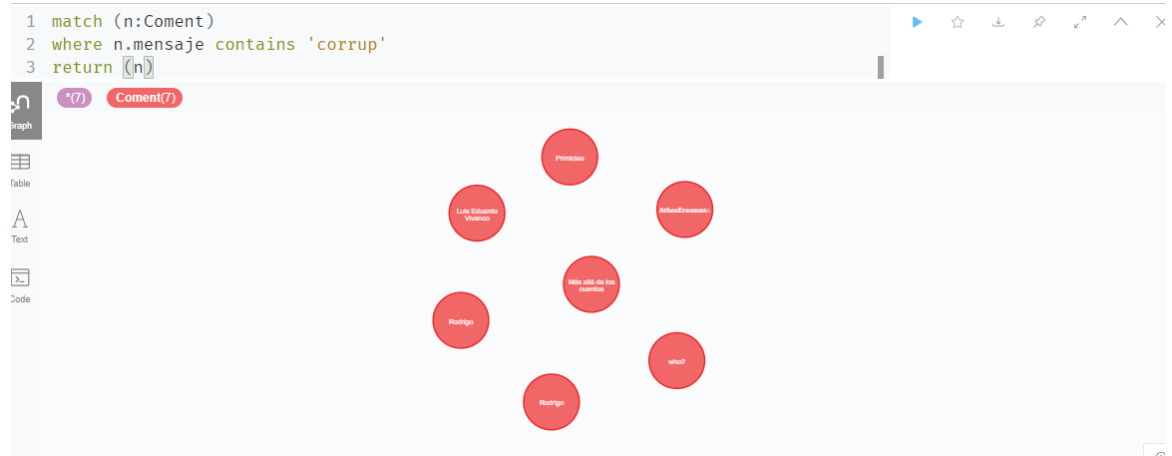 1 match (n:Coment)
2 where n.mensaje contains 'corrup'
3 return (n)
*(7) Coment(7)
Graph
Table
Text
Code
Primicias
Luis Eduardo
Vivanco
Más allá de los
cuentos
Rodrigo
who?
Rodrigo